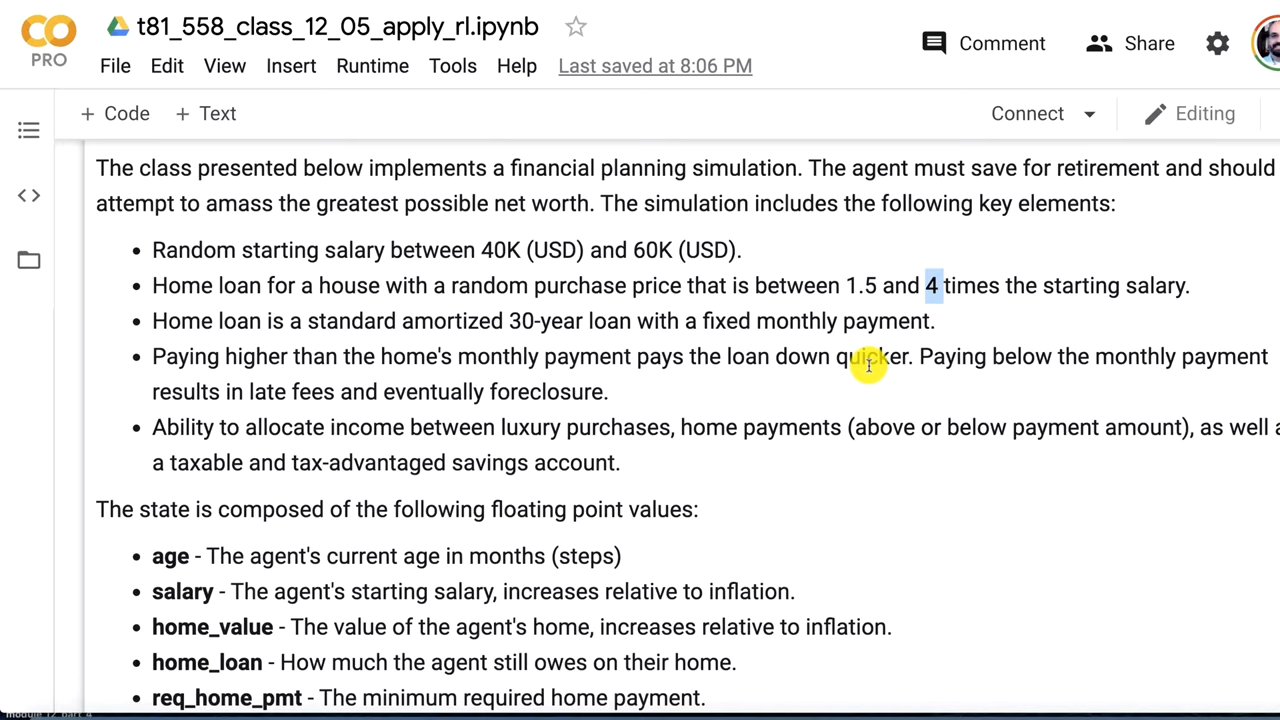 t81_558_class_12_05_apply_rl.ipynb
PRO
File Edit View Insert Runtime Tools Help Last saved at 8:06 PM
Comment Share
+ Code + Text
Connect Editing
The class presented below implements a financial planning simulation. The agent must save for retirement and should
attempt to amass the greatest possible net worth. The simulation includes the following key elements:
• Random starting salary between 40K (USD) and 60K (USD).
• Home loan for a house with a random purchase price that is between 1.5 and 4 times the starting salary.
• Home loan is a standard amortized 30-year loan with a fixed monthly payment.
• Paying higher than the home's monthly payment pays the loan down quicker. Paying below the monthly payment
results in late fees and eventually foreclosure.
• Ability to allocate income between luxury purchases, home payments (above or below payment amount), as well a
a taxable and tax-advantaged savings account.
The state is composed of the following floating point values:
• age - The agent's current age in months (steps)
• salary - The agent's starting salary, increases relative to inflation.
• home_value - The value of the agent's home, increases relative to inflation.
• home_loan - How much the agent still owes on their home.
• req_home_pmt - The minimum required home payment.